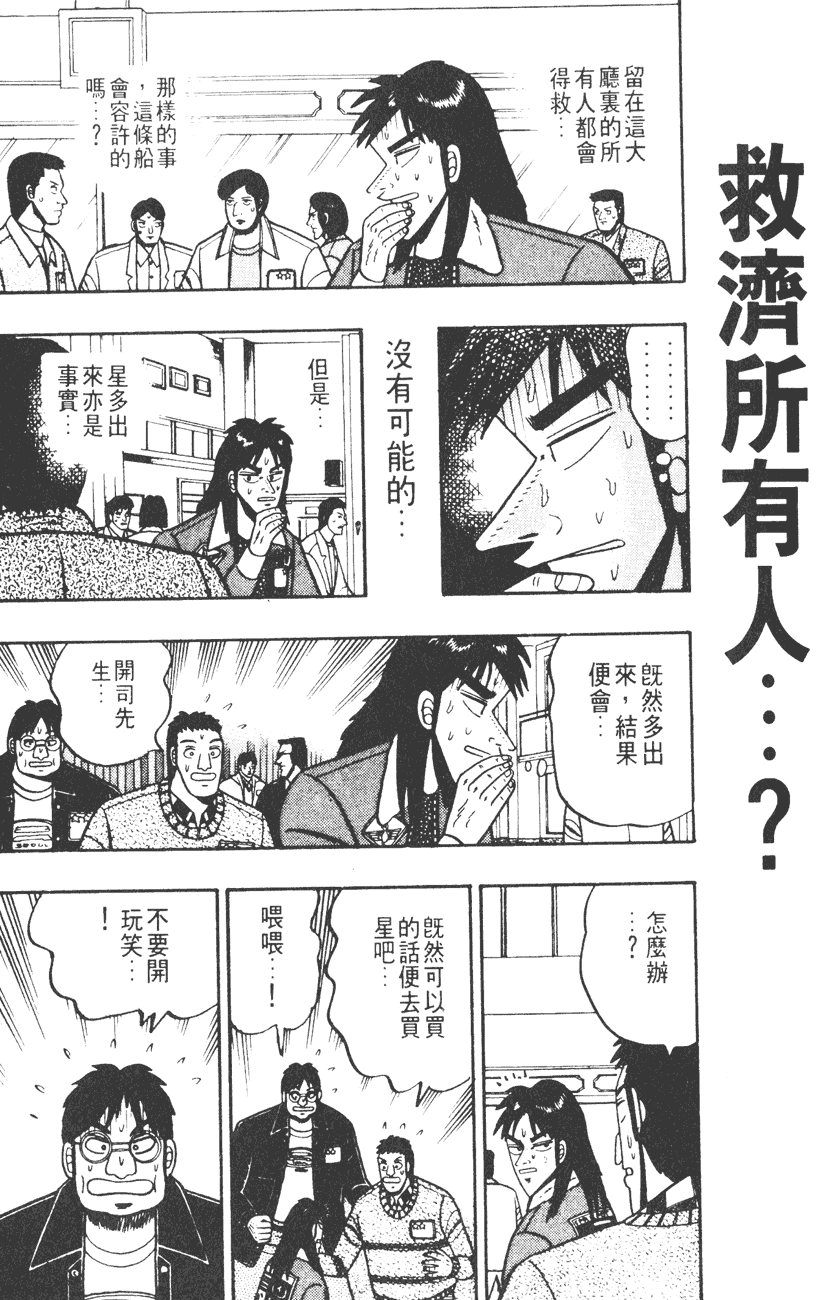 救濟所有人…?
留在這大
廳裏的所
有人都會
得救…
那樣的事
，這條船
會容許的
嗎…?
………
沒有可能的…
但是…
星多出
來亦是
事實…
既然多出
來，結果
便會…
開司先
生…
怎麼辦
…?
既然可以買
的話便去買
星吧…
喂喂…!
不要開
玩笑…
!
SEOUL